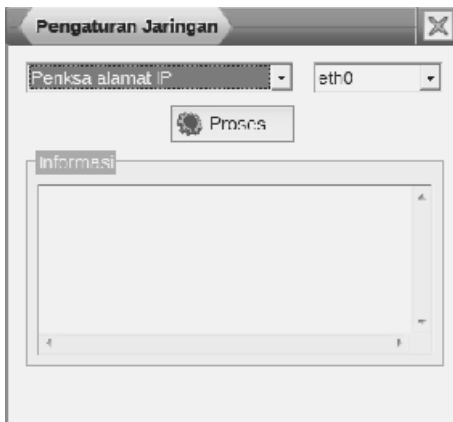 Pengaturan Jaringan
Periksa alamat IP
eth0
Proses
Informasi